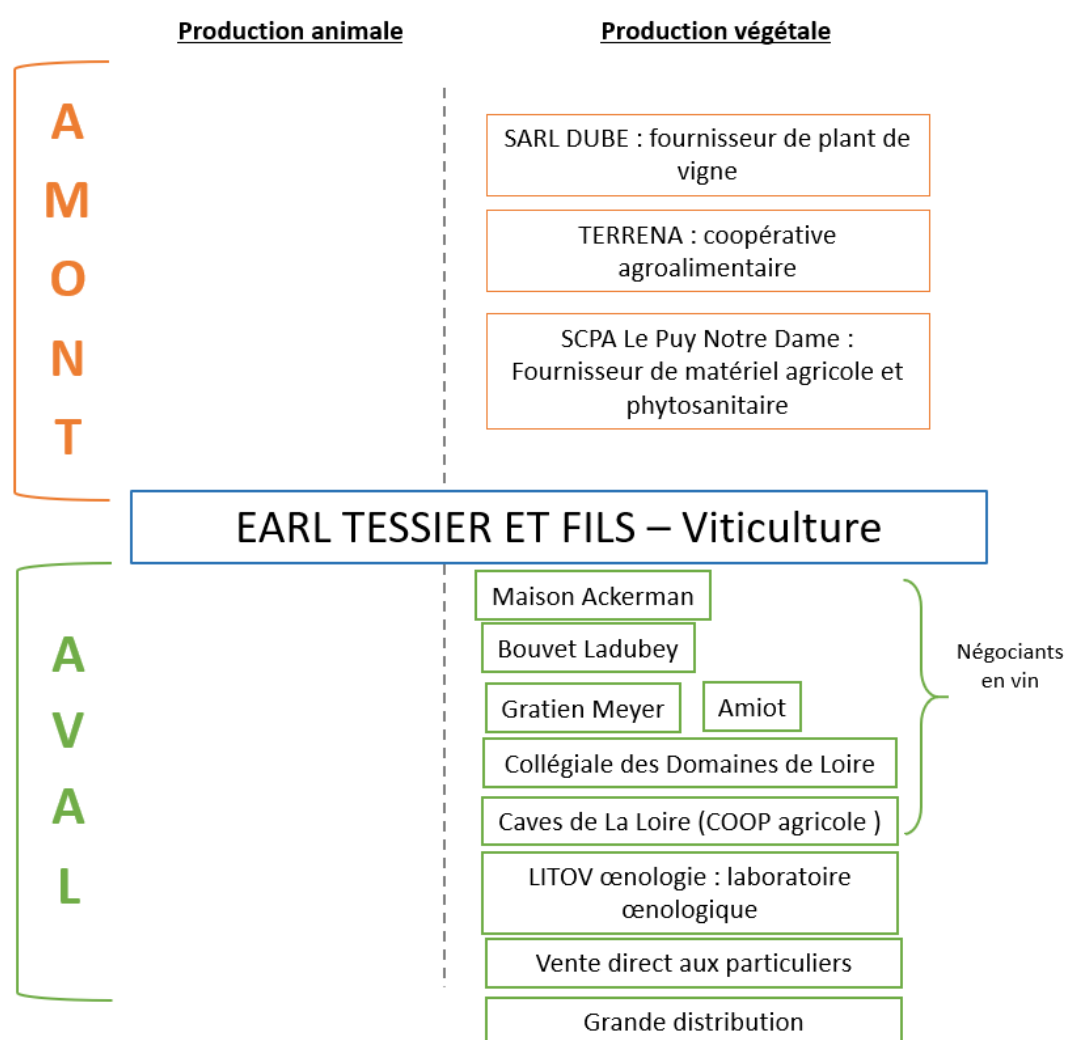 Production animale
Production végétale
A
M
O
N
T
SARL DUBE : fournisseur de plant de
vigne
TERRENA : coopérative
agroalimentaire
SCPA Le Puy Notre Dame :
Fournisseur de matériel agricole et
phytosanitaire
EARL TESSIER ET FILS – Viticulture
A
V
A
L
Maison Ackerman
Bouvet Ladubey
Gratien Meyer
Amiot
Collégiale des Domaines de Loire
Caves de La Loire (COOP agricole )
Négociants
en vin
LITOV œnologie : laboratoire
œnologique
Vente direct aux particuliers
Grande distribution